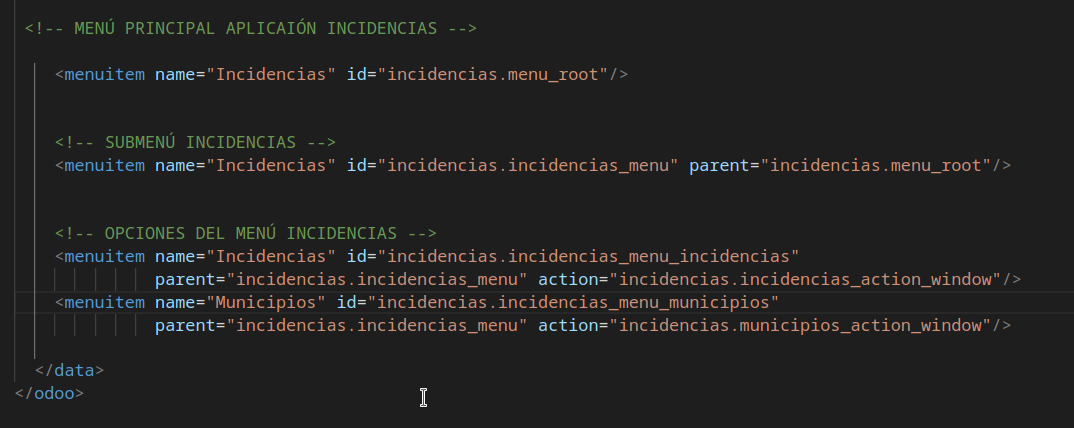 <!-- MENÚ PRINCIPAL APLICAIÓN INCIDENCIAS -->
<menuitem name="Incidencias" id="incidencias.menu_root"/>
<!-- SUBMENÚ INCIDENCIAS -->
<menuitem name="Incidencias" id="incidencias.incidencias_menu" parent="incidencias.menu_root"/>
<!-- OPCIONES DEL MENÚ INCIDENCIAS -->
<menuitem name="Incidencias" id="incidencias.incidencias_menu_incidencias"
parent="incidencias.incidencias_menu" action="incidencias.incidencias_action_window"/>
<menuitem name="Municipios" id="incidencias.incidencias_menu_municipios"
parent="incidencias.incidencias_menu" action="incidencias.municipios_action_window"/>
</data>
</odoo>